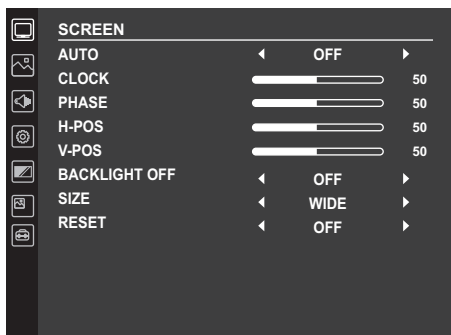 SCREEN
AUTO OFF
CLOCK 50
PHASE 50
H-POS 50
V-POS 50
BACKLIGHT OFF OFF
SIZE WIDE
RESET OFF